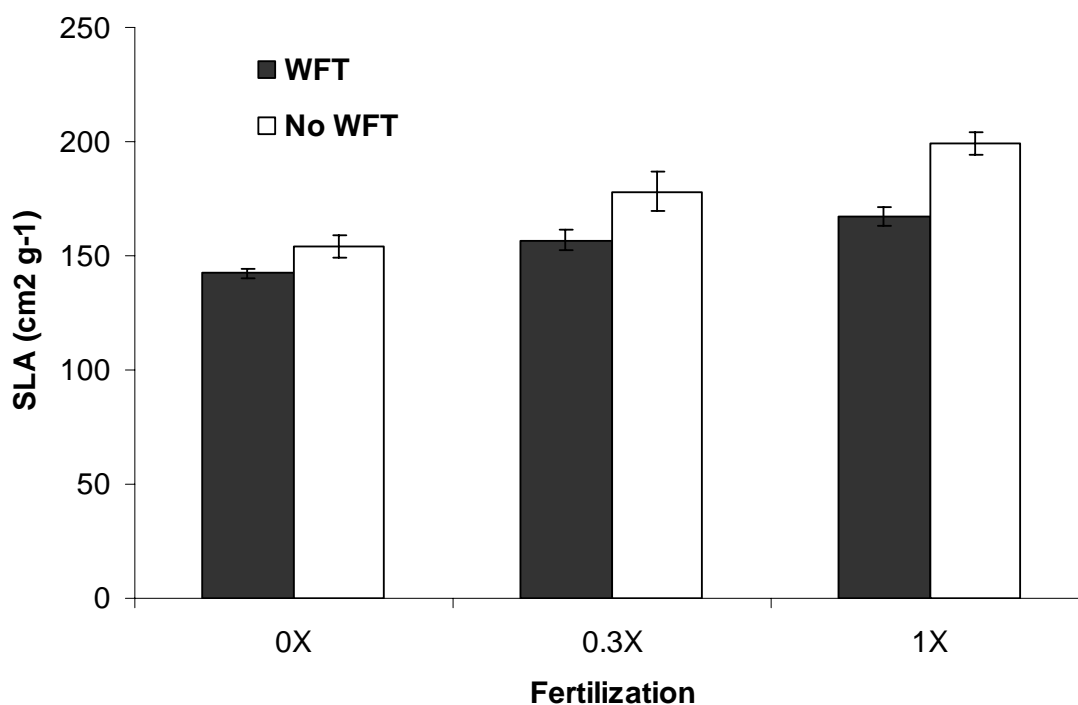 250
200
150
100
50
0
SLA (cm2 g-1)
WFT
No WFT
0X 0.3X 1X
Fertilization